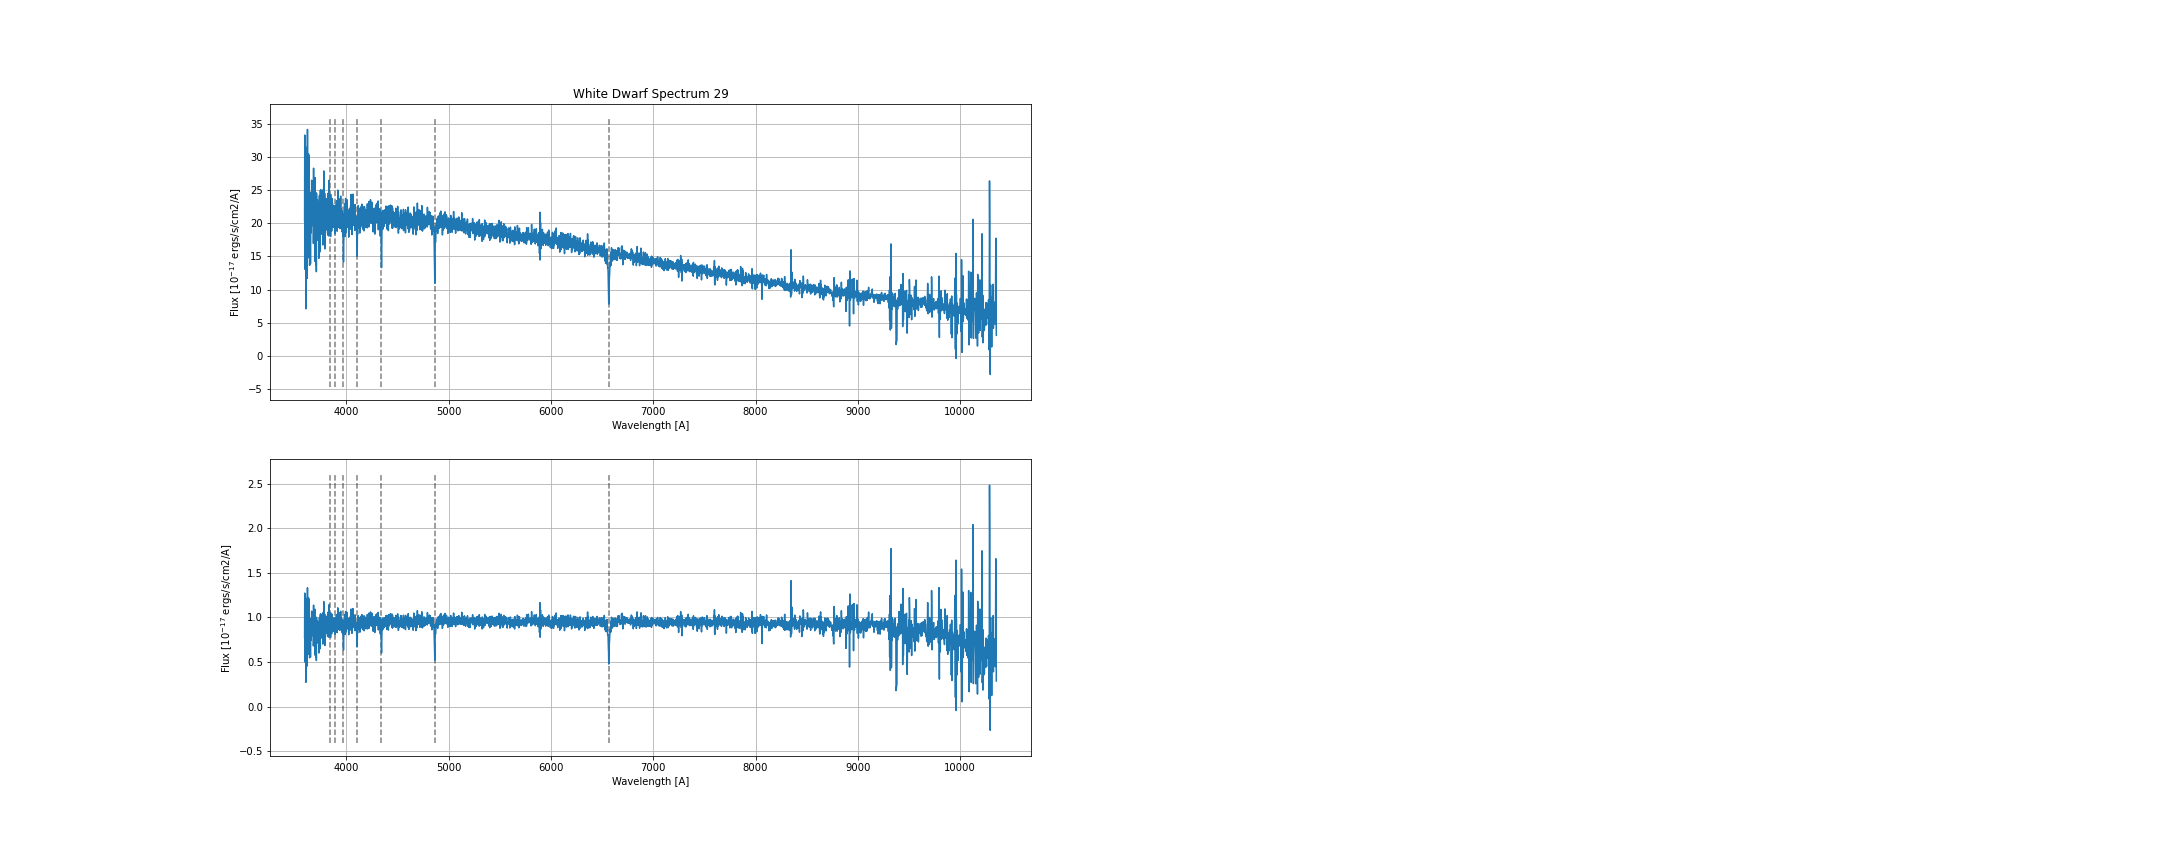 White Dwarf Spectrum 29
35
30
25
20
15
10
5
0
−5
Flux [10⁻¹⁷ ergs/s/cm2/A]
4000 5000 6000 7000 8000 9000 10000
Wavelength [A]
2.5
2.0
1.5
1.0
0.5
0.0
−0.5
Flux [10⁻¹⁷ ergs/s/cm2/A]
4000 5000 6000 7000 8000 9000 10000
Wavelength [A]